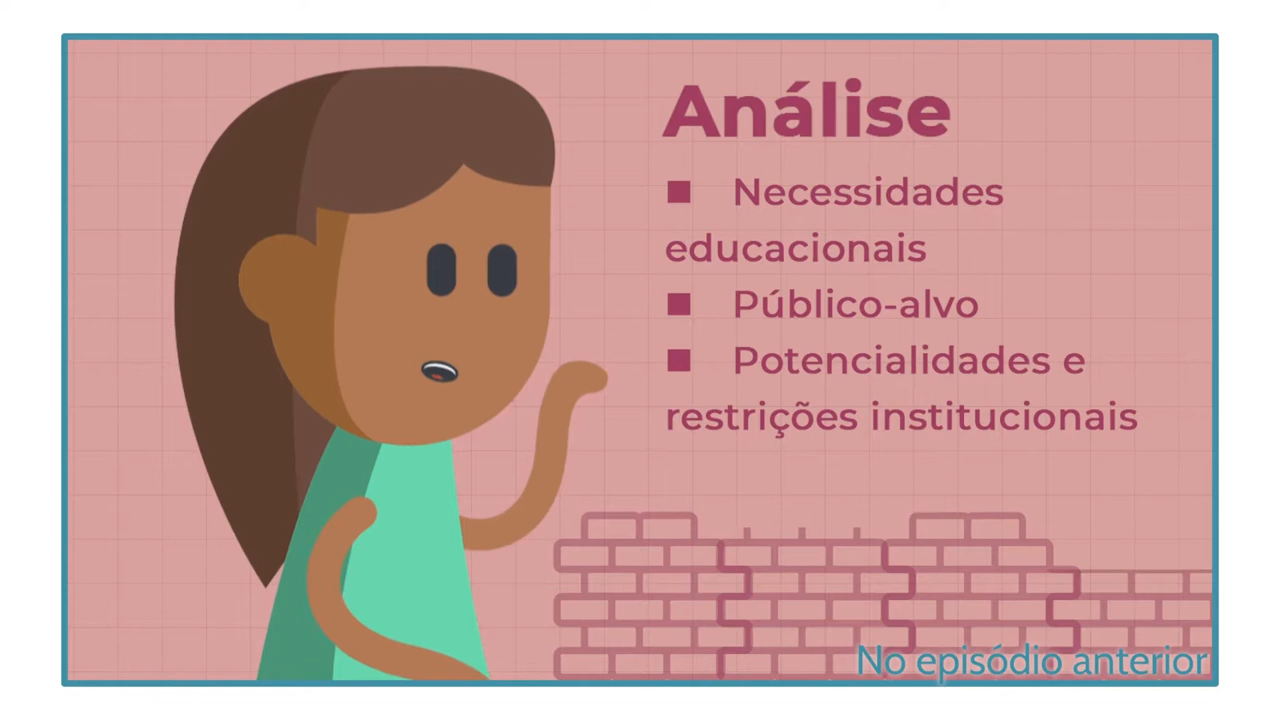 Análise
■ Necessidades
educacionais
■ Público-alvo
■ Potencialidades e
restrições institucionais
No episódio anterior